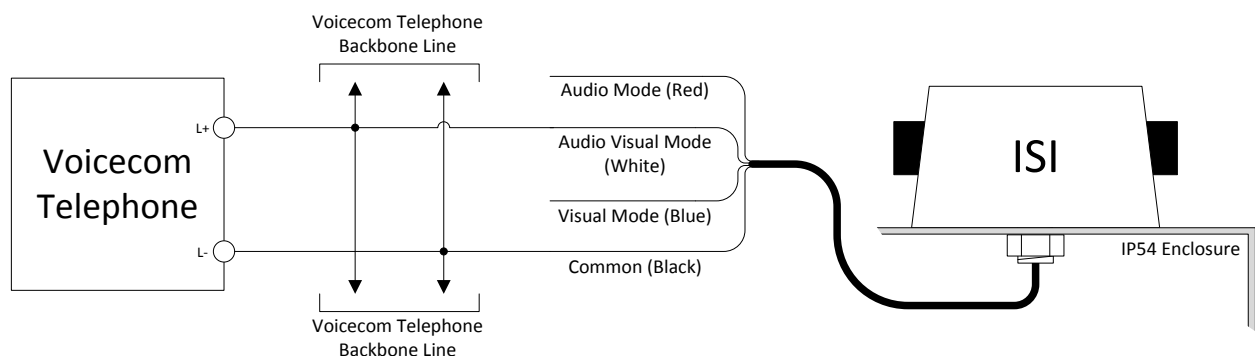 Voicecom Telephone
Backbone Line
Audio Mode (Red)
L+
Audio Visual Mode
(White)
Voicecom
Telephone
ISI
Visual Mode (Blue)
L-
Common (Black)
IP54 Enclosure
Voicecom Telephone
Backbone Line